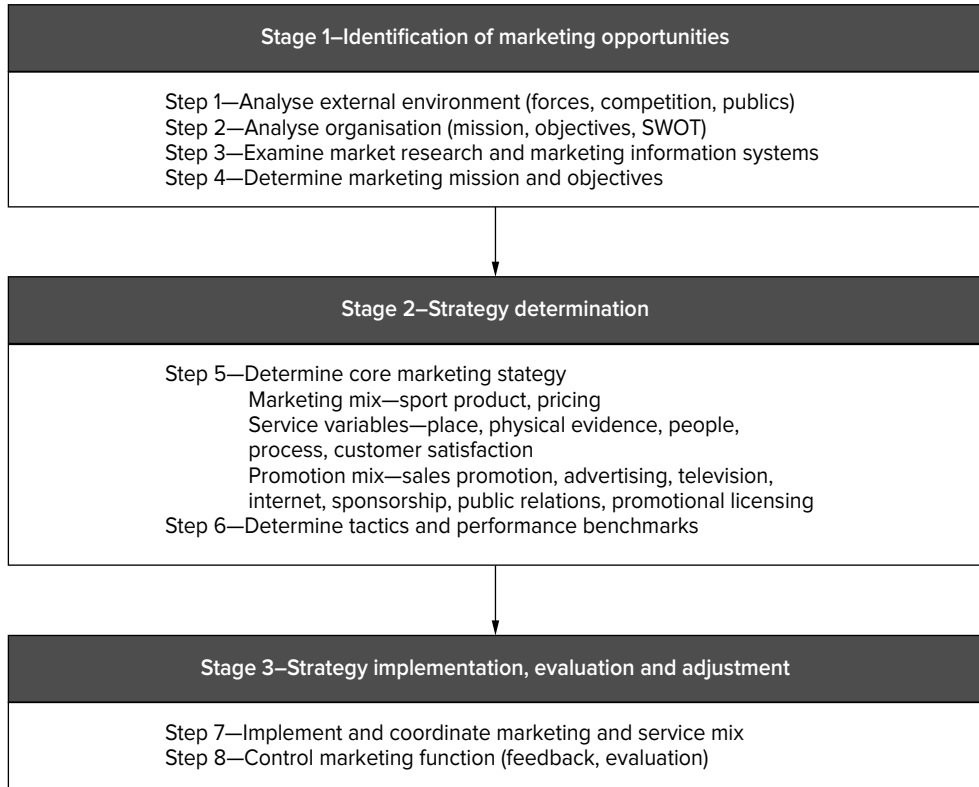 Stage 1–Identification of marketing opportunities
Step 1—Analyse external environment (forces, competition, publics)
Step 2—Analyse organisation (mission, objectives, SWOT)
Step 3—Examine market research and marketing information systems
Step 4—Determine marketing mission and objectives
Stage 2–Strategy determination
Step 5—Determine core marketing stategy
Marketing mix—sport product, pricing
Service variables—place, physical evidence, people,
process, customer satisfaction
Promotion mix—sales promotion, advertising, television,
internet, sponsorship, public relations, promotional licensing
Step 6—Determine tactics and performance benchmarks
Stage 3–Strategy implementation, evaluation and adjustment
Step 7—Implement and coordinate marketing and service mix
Step 8—Control marketing function (feedback, evaluation)